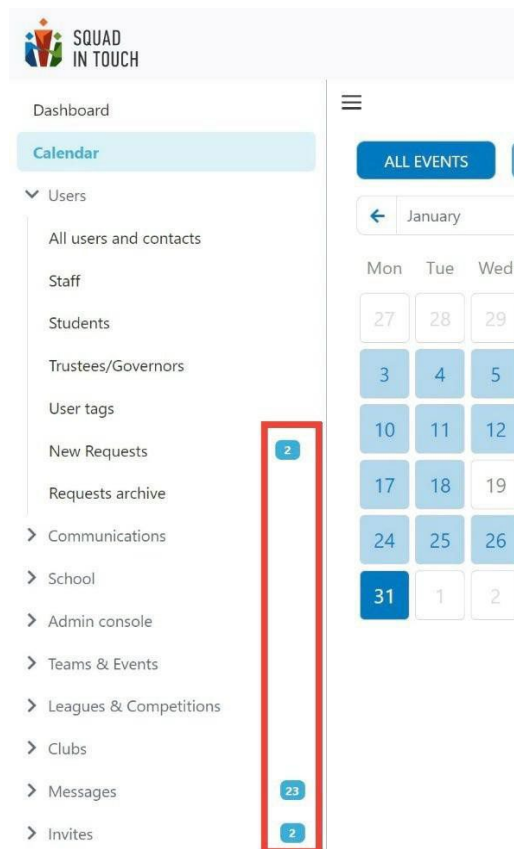 SQUAD
IN TOUCH
Dashboard
Calendar
Users
All users and contacts
Staff
Students
Trustees/Governors
User tags
New Requests 2
Requests archive
Communications
School
Admin console
Teams & Events
Leagues & Competitions
Clubs
Messages 23
Invites 2
ALL EVENTS
January
Mon Tue Wed
27 28 29
3 4 5
10 11 12
17 18 19
24 25 26
31 1 2